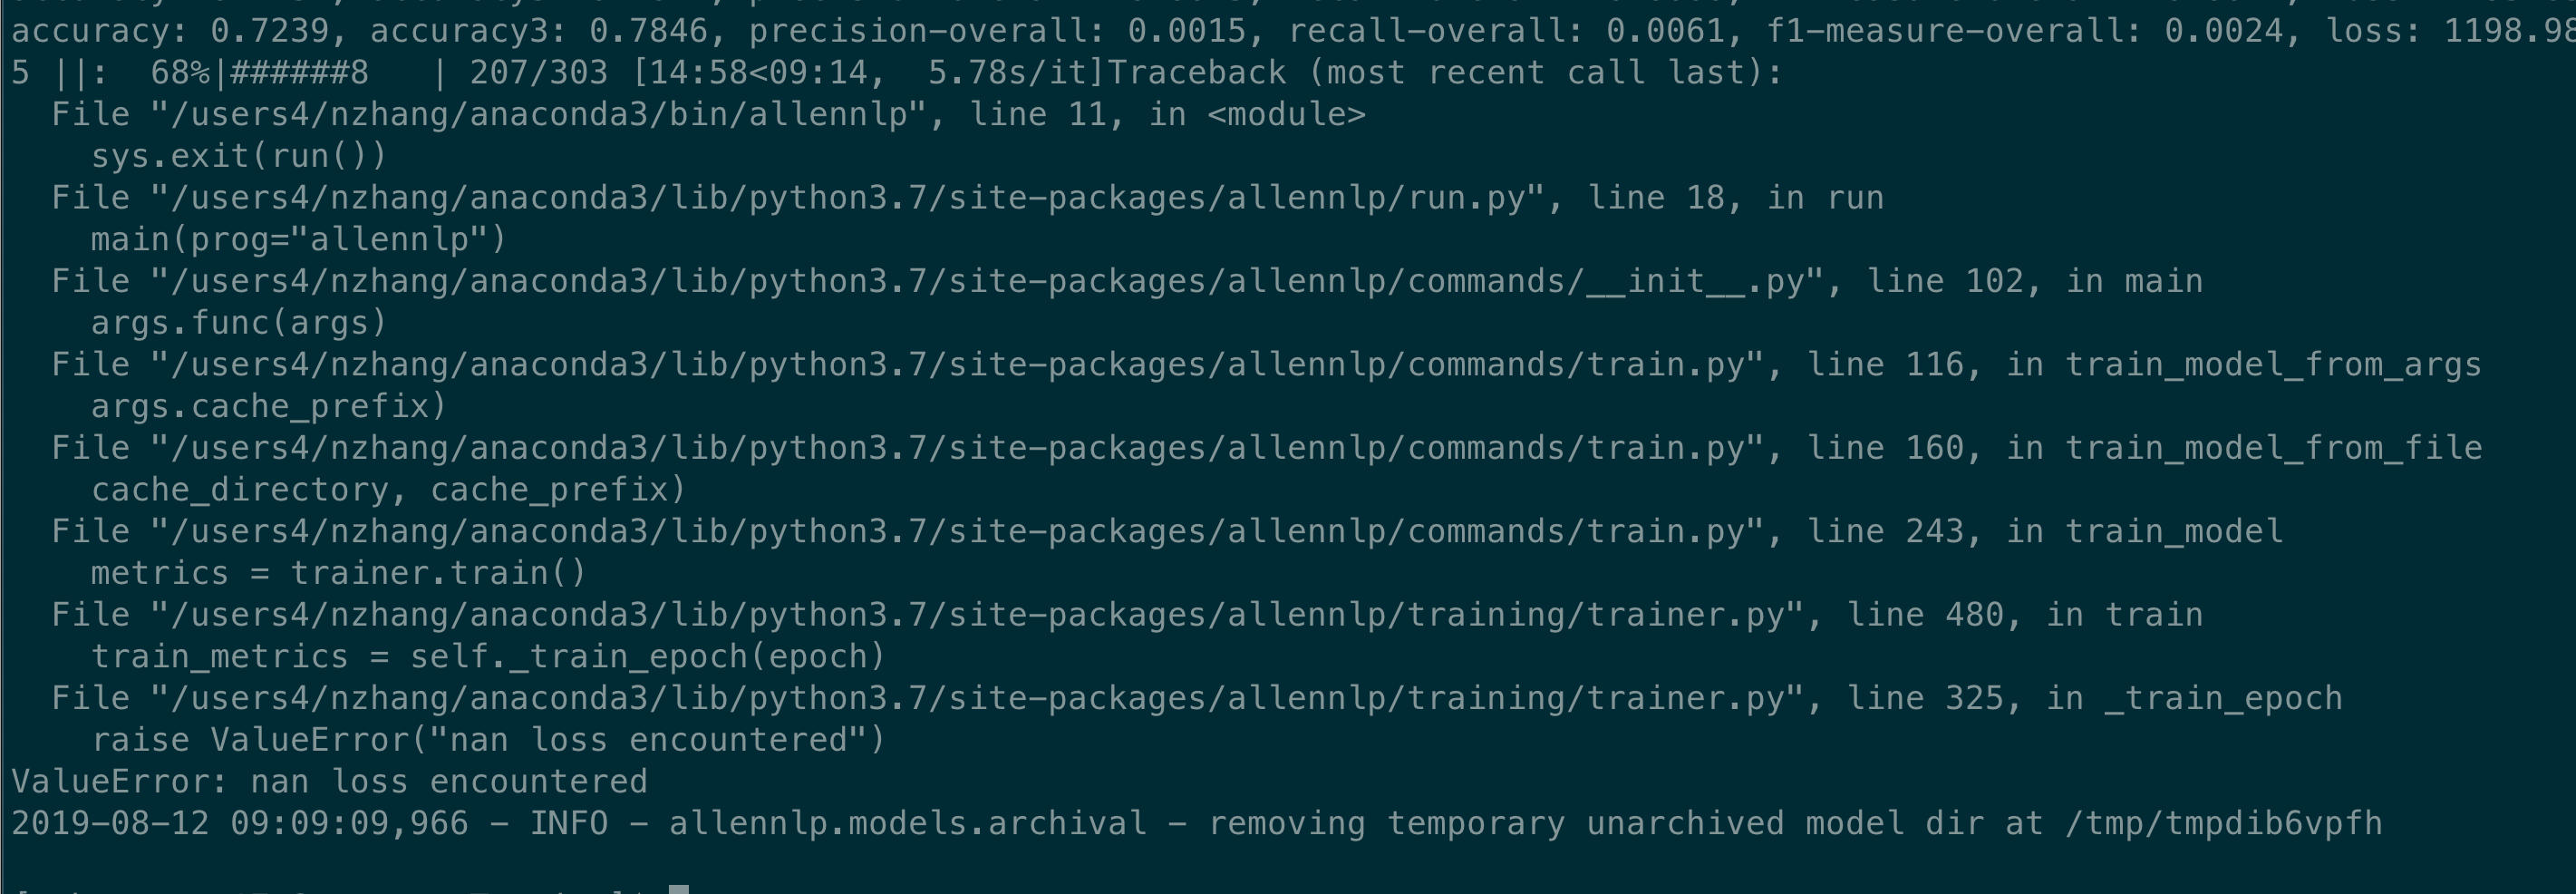 accuracy: 0.7239, accuracy3: 0.7846, precision-overall: 0.0015, recall-overall: 0.0061, f1-measure-overall: 0.0024, loss: 1198.98
5 ||:  68%|######8   | 207/303 [14:58<09:14,  5.78s/it]Traceback (most recent call last):
  File "/users4/nzhang/anaconda3/bin/allennlp", line 11, in <module>
    sys.exit(run())
  File "/users4/nzhang/anaconda3/lib/python3.7/site-packages/allennlp/run.py", line 18, in run
    main(prog="allennlp")
  File "/users4/nzhang/anaconda3/lib/python3.7/site-packages/allennlp/commands/__init__.py", line 102, in main
    args.func(args)
  File "/users4/nzhang/anaconda3/lib/python3.7/site-packages/allennlp/commands/train.py", line 116, in train_model_from_args
    args.cache_prefix)
  File "/users4/nzhang/anaconda3/lib/python3.7/site-packages/allennlp/commands/train.py", line 160, in train_model_from_file
    cache_directory, cache_prefix)
  File "/users4/nzhang/anaconda3/lib/python3.7/site-packages/allennlp/commands/train.py", line 243, in train_model
    metrics = trainer.train()
  File "/users4/nzhang/anaconda3/lib/python3.7/site-packages/allennlp/training/trainer.py", line 480, in train
    train_metrics = self._train_epoch(epoch)
  File "/users4/nzhang/anaconda3/lib/python3.7/site-packages/allennlp/training/trainer.py", line 325, in _train_epoch
    raise ValueError("nan loss encountered")
ValueError: nan loss encountered
2019-08-12 09:09:09,966 - INFO - allennlp.models.archival - removing temporary unarchived model dir at /tmp/tmpdib6vpfh